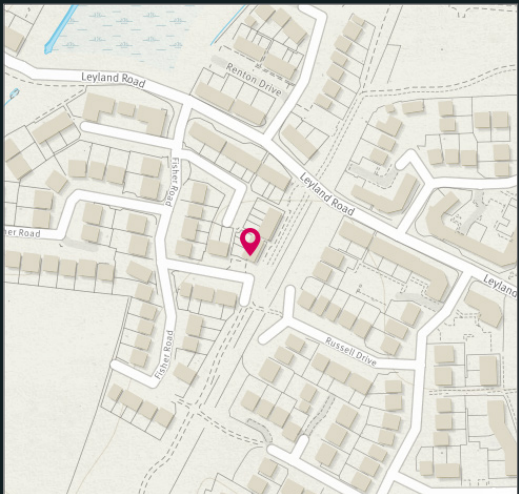 Leyland Road
Renton Drive
Fisher Road
Leyland Road
her Road
Leyland
Fisher Road
Russell Drive